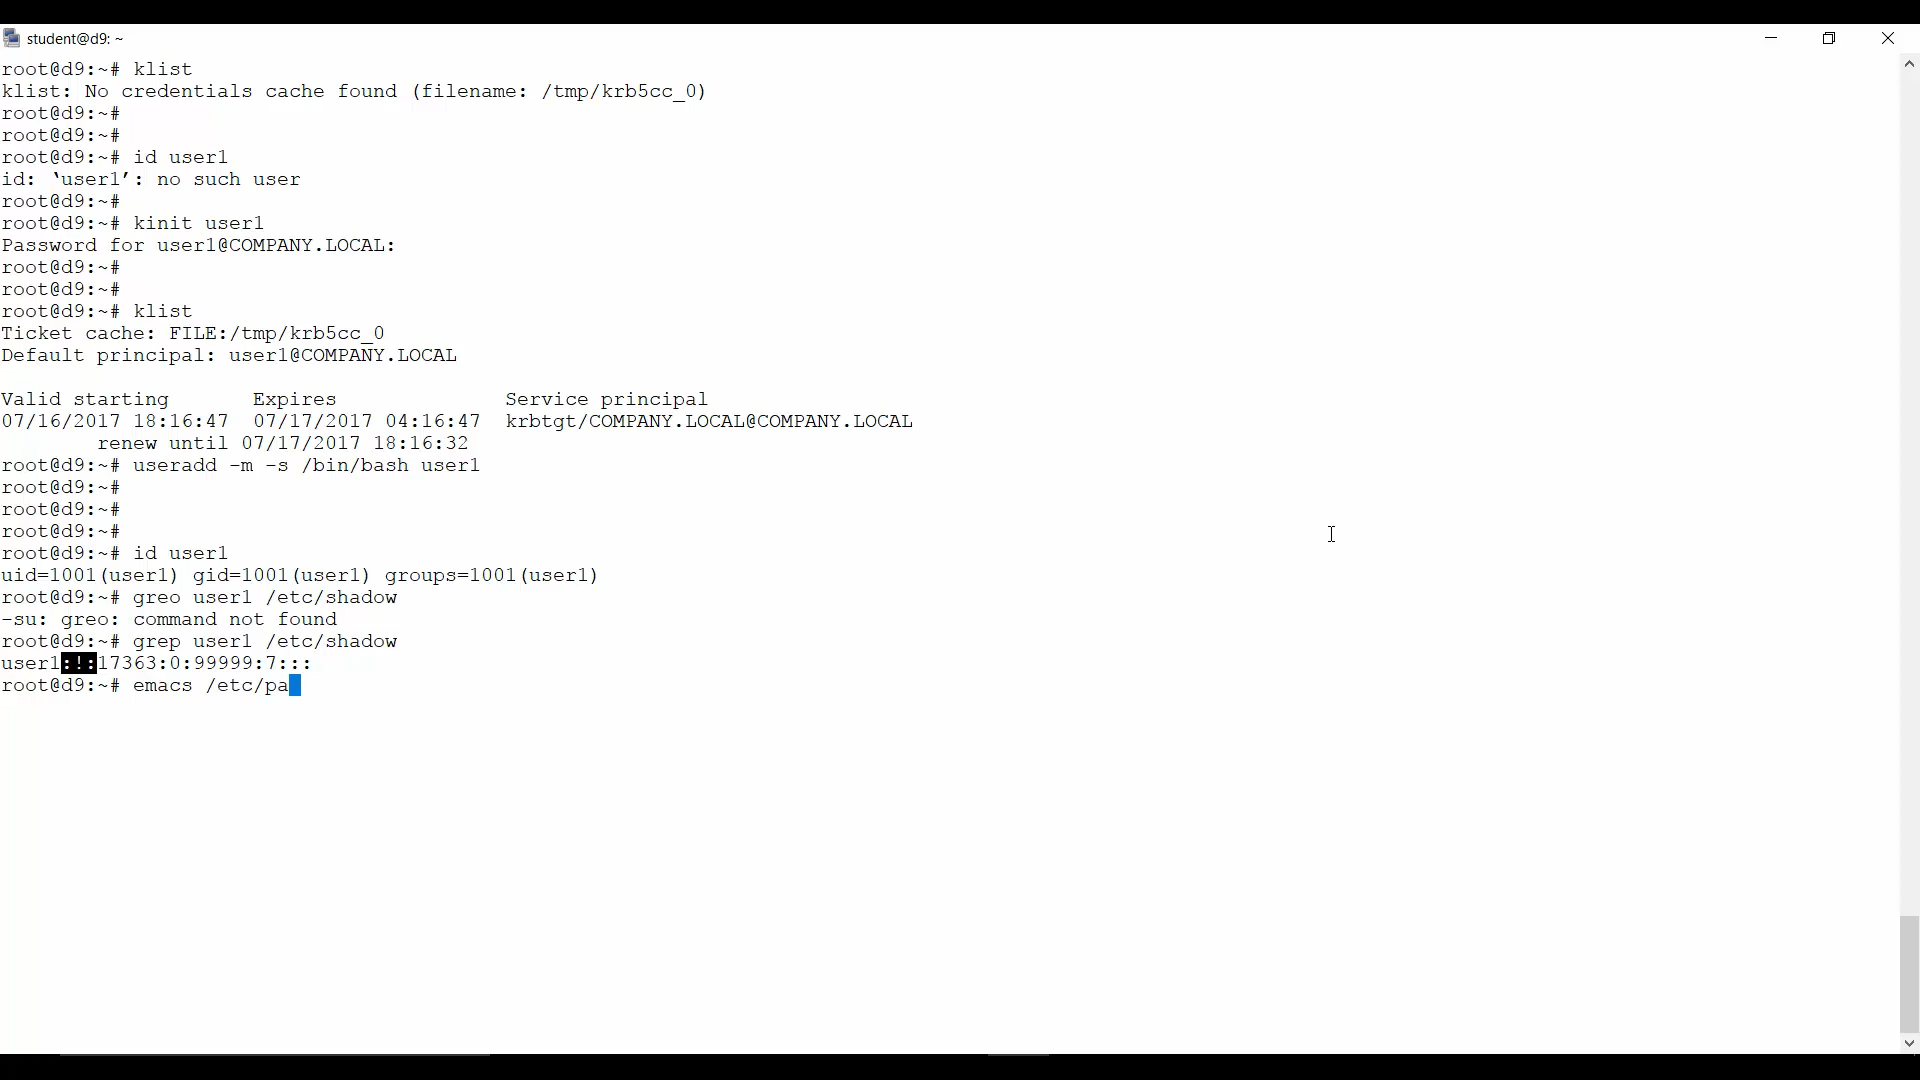 student@d9: ~
root@d9:~# klist
klist: No credentials cache found (filename: /tmp/krb5cc_0)
root@d9:~#
root@d9:~#
root@d9:~# id user1
id: ‘user1’: no such user
root@d9:~#
root@d9:~# kinit user1
Password for user1@COMPANY.LOCAL:
root@d9:~#
root@d9:~#
root@d9:~# klist
Ticket cache: FILE:/tmp/krb5cc_0
Default principal: user1@COMPANY.LOCAL
Valid starting       Expires              Service principal
07/16/2017 18:16:47  07/17/2017 04:16:47  krbtgt/COMPANY.LOCAL@COMPANY.LOCAL
        renew until 07/17/2017 18:16:32
root@d9:~# useradd -m -s /bin/bash user1
root@d9:~#
root@d9:~#
root@d9:~#
root@d9:~# id user1
uid=1001(user1) gid=1001(user1) groups=1001(user1)
root@d9:~# greo user1 /etc/shadow
-su: greo: command not found
root@d9:~# grep user1 /etc/shadow
user1:!:17363:0:99999:7:::
root@d9:~# emacs /etc/pa